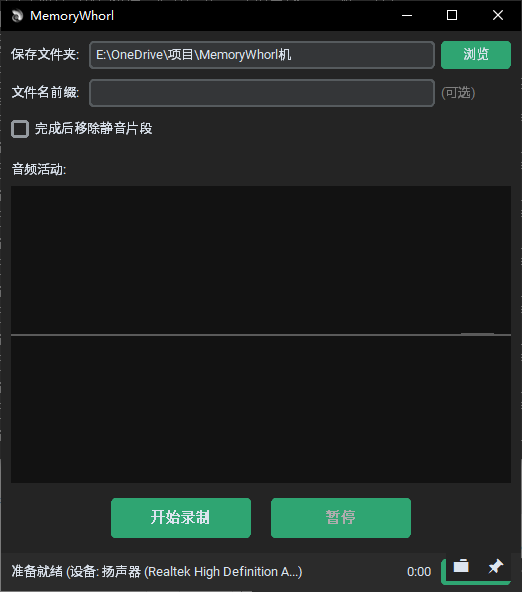 MemoryWhorl
保存文件夹: E:\OneDrive\项目\MemoryWhorl机 浏览
文件名前缀: (可选)
完成后移除静音片段
音频活动:
开始录制 暂停
准备就绪 (设备: 扬声器 (Realtek High Definition A...) 0:00